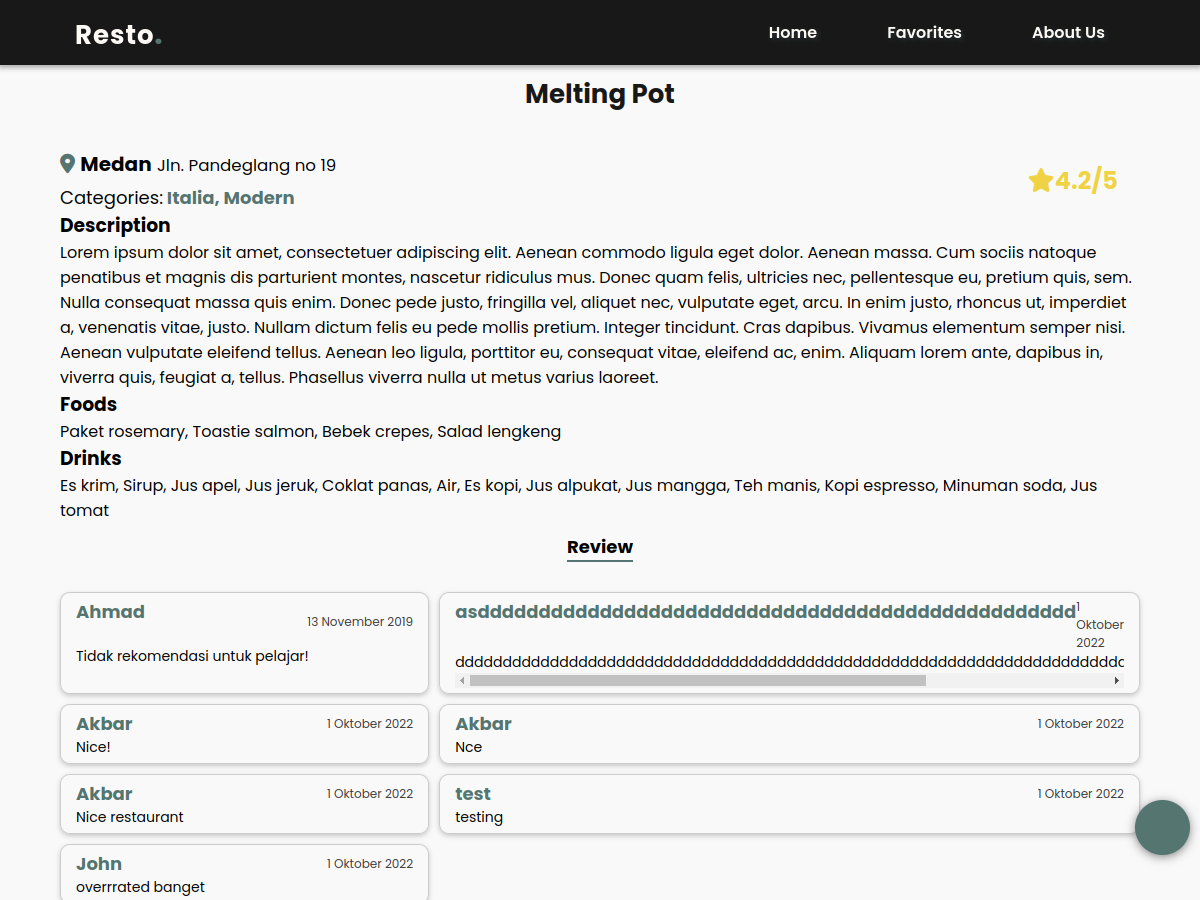 Resto.
Home Favorites About Us
Melting Pot
Medan Jln. Pandeglang no 19
4.2/5
Categories: Italia, Modern
Description
Lorem ipsum dolor sit amet, consectetuer adipiscing elit. Aenean commodo ligula eget dolor. Aenean massa. Cum sociis natoque
penatibus et magnis dis parturient montes, nascetur ridiculus mus. Donec quam felis, ultricies nec, pellentesque eu, pretium quis, sem.
Nulla consequat massa quis enim. Donec pede justo, fringilla vel, aliquet nec, vulputate eget, arcu. In enim justo, rhoncus ut, imperdiet
a, venenatis vitae, justo. Nullam dictum felis eu pede mollis pretium. Integer tincidunt. Cras dapibus. Vivamus elementum semper nisi.
Aenean vulputate eleifend tellus. Aenean leo ligula, porttitor eu, consequat vitae, eleifend ac, enim. Aliquam lorem ante, dapibus in,
viverra quis, feugiat a, tellus. Phasellus viverra nulla ut metus varius laoreet.
Foods
Paket rosemary, Toastie salmon, Bebek crepes, Salad lengkeng
Drinks
Es krim, Sirup, Jus apel, Jus jeruk, Coklat panas, Air, Es kopi, Jus alpukat, Jus mangga, Teh manis, Kopi espresso, Minuman soda, Jus
tomat
Review
Ahmad
13 November 2019
Tidak rekomendasi untuk pelajar!
1
Oktober
2022
Akbar
1 Oktober 2022
Nice!
Akbar
1 Oktober 2022
Nce
Akbar
1 Oktober 2022
Nice restaurant
test
1 Oktober 2022
testing
John
1 Oktober 2022
overrrated banget